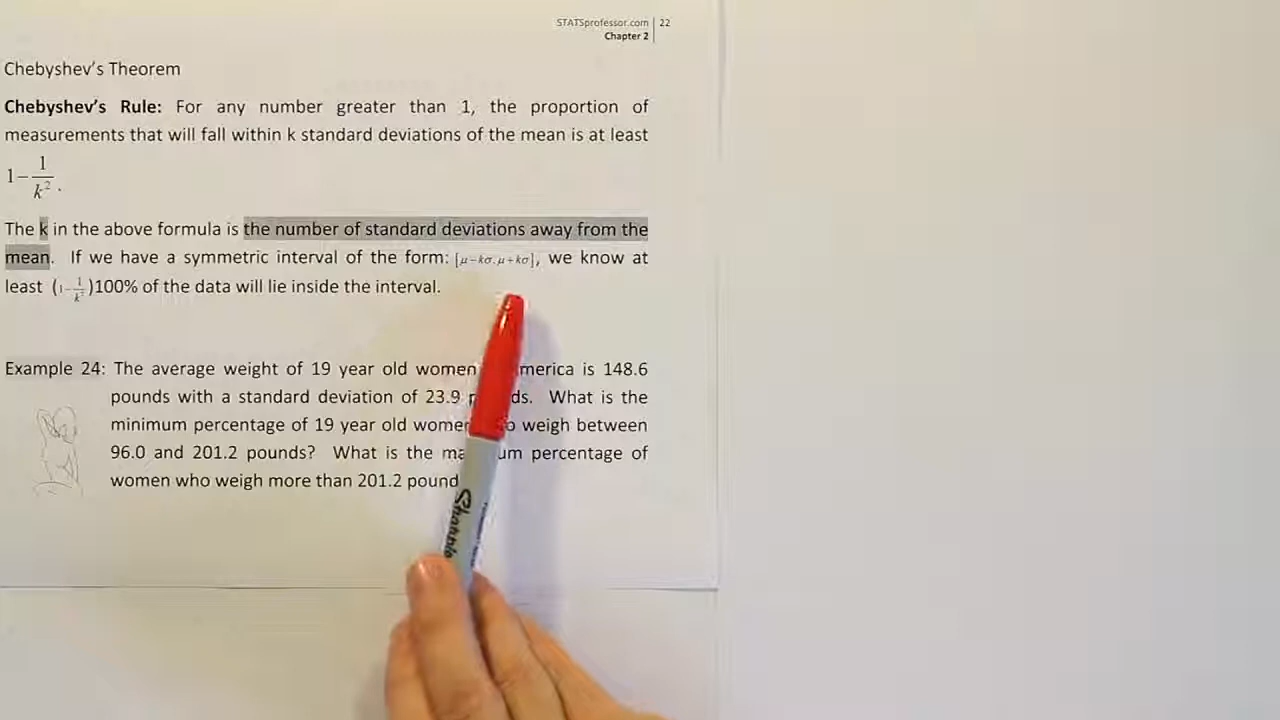 STATSprofessor.com | 22
Chapter 2
Chebyshev's Theorem
Chebyshev's Rule: For any number greater than 1, the proportion of
measurements that will fall within k standard deviations of the mean is at least
1 - 1/k².
The k in the above formula is the number of standard deviations away from the
mean. If we have a symmetric interval of the form: [μ-kσ, μ+kσ], we know at
least (1-1/k²)100% of the data will lie inside the interval.
Example 24: The average weight of 19 year old women merica is 148.6
pounds with a standard deviation of 23.9 p ds. What is the
minimum percentage of 19 year old women o weigh between
96.0 and 201.2 pounds? What is the ma um percentage of
women who weigh more than 201.2 pound
Sharpie